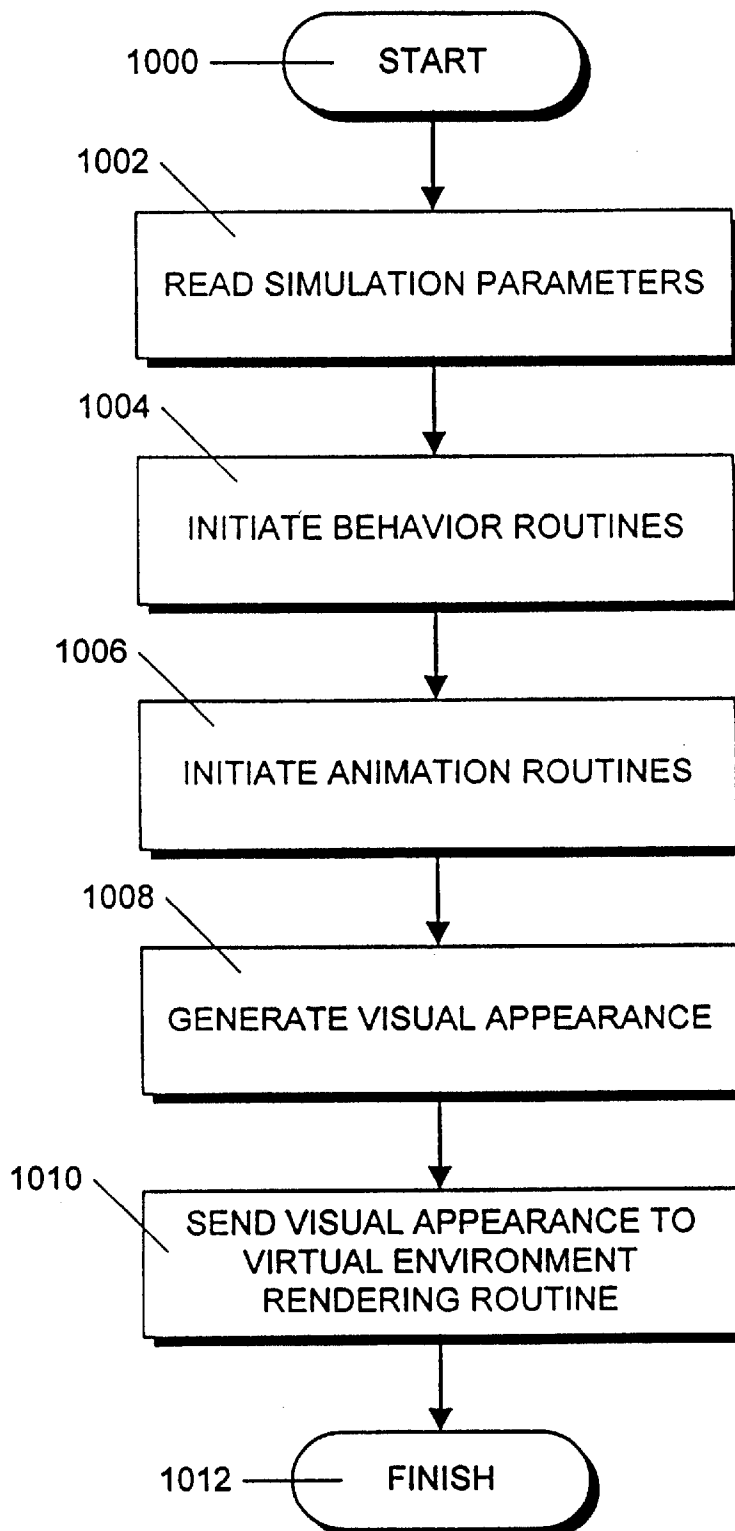 1000
START
1002
READ SIMULATION PARAMETERS
1004
INITIATE BEHAVIOR ROUTINES
1006
INITIATE ANIMATION ROUTINES
1008
GENERATE VISUAL APPEARANCE
1010
SEND VISUAL APPEARANCE TO
VIRTUAL ENVIRONMENT
RENDERING ROUTINE
1012
FINISH